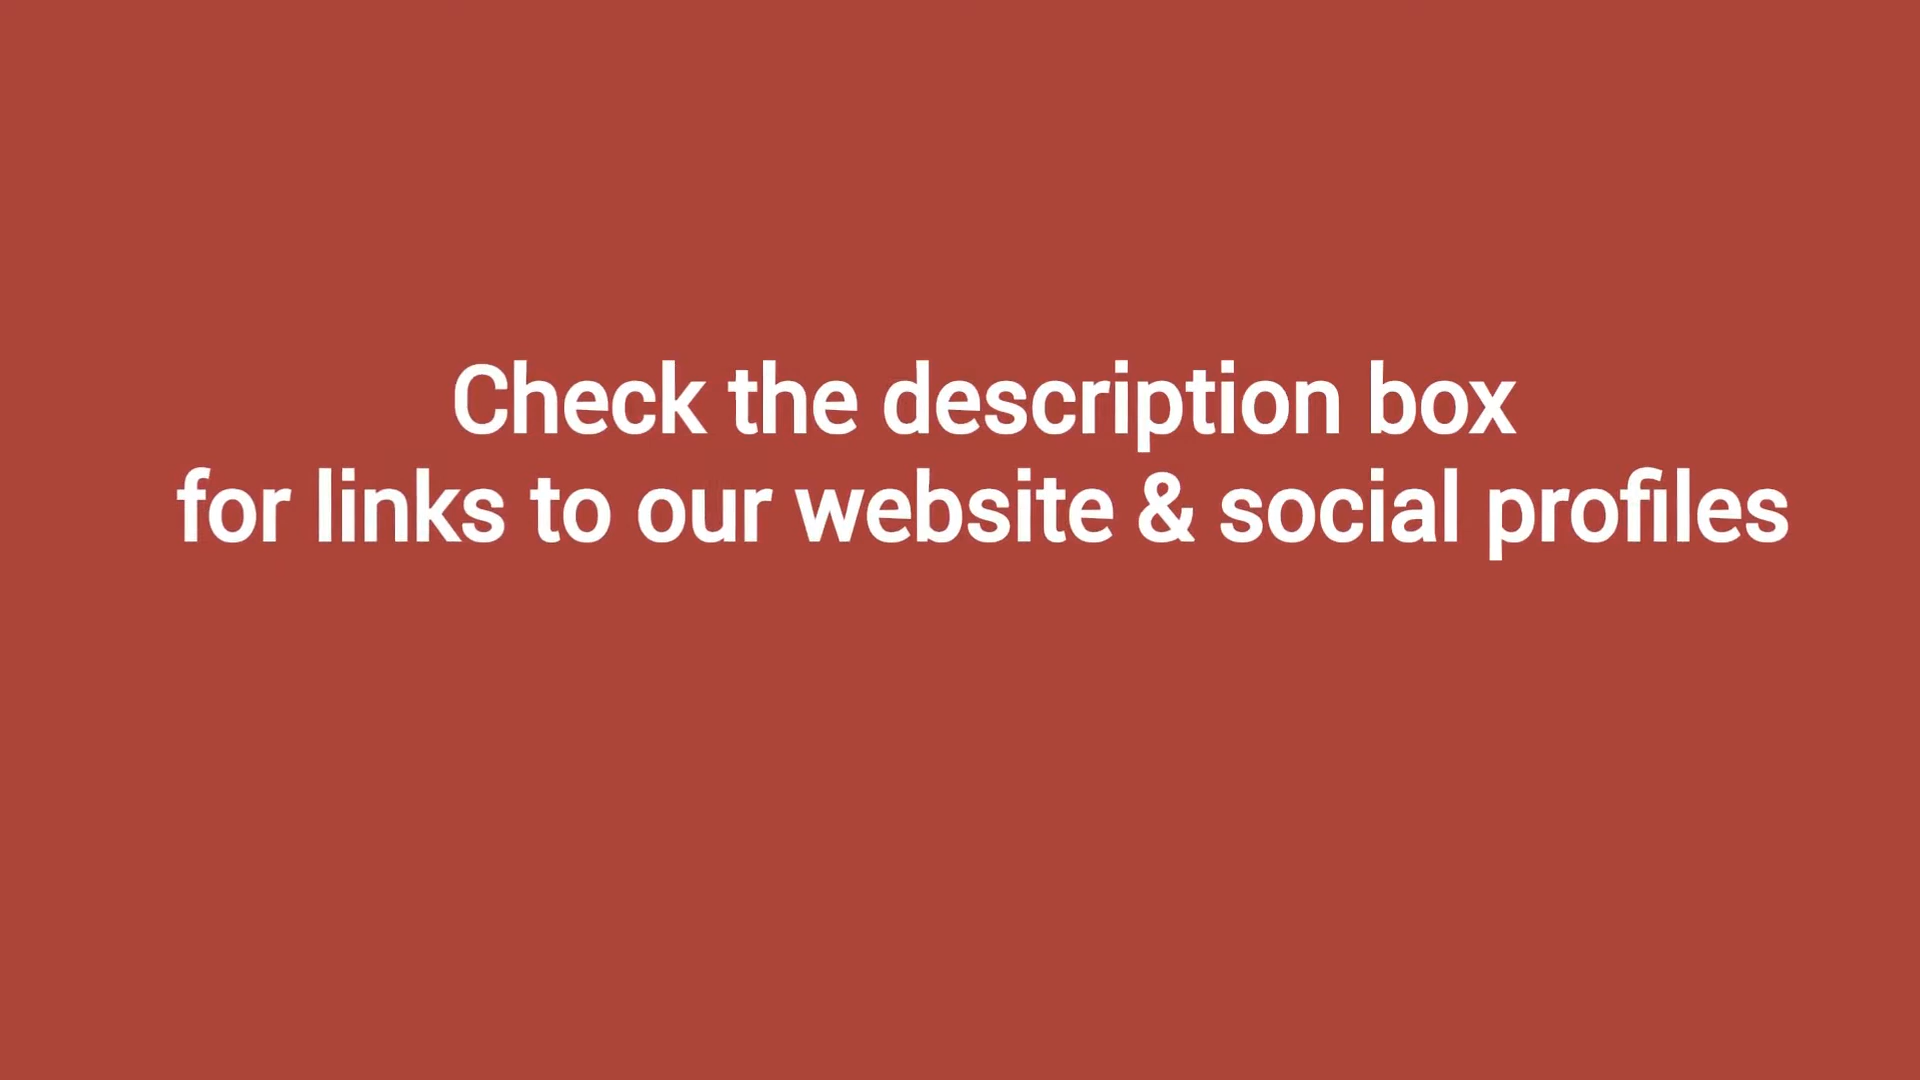 Check the description box
for links to our website & social profiles